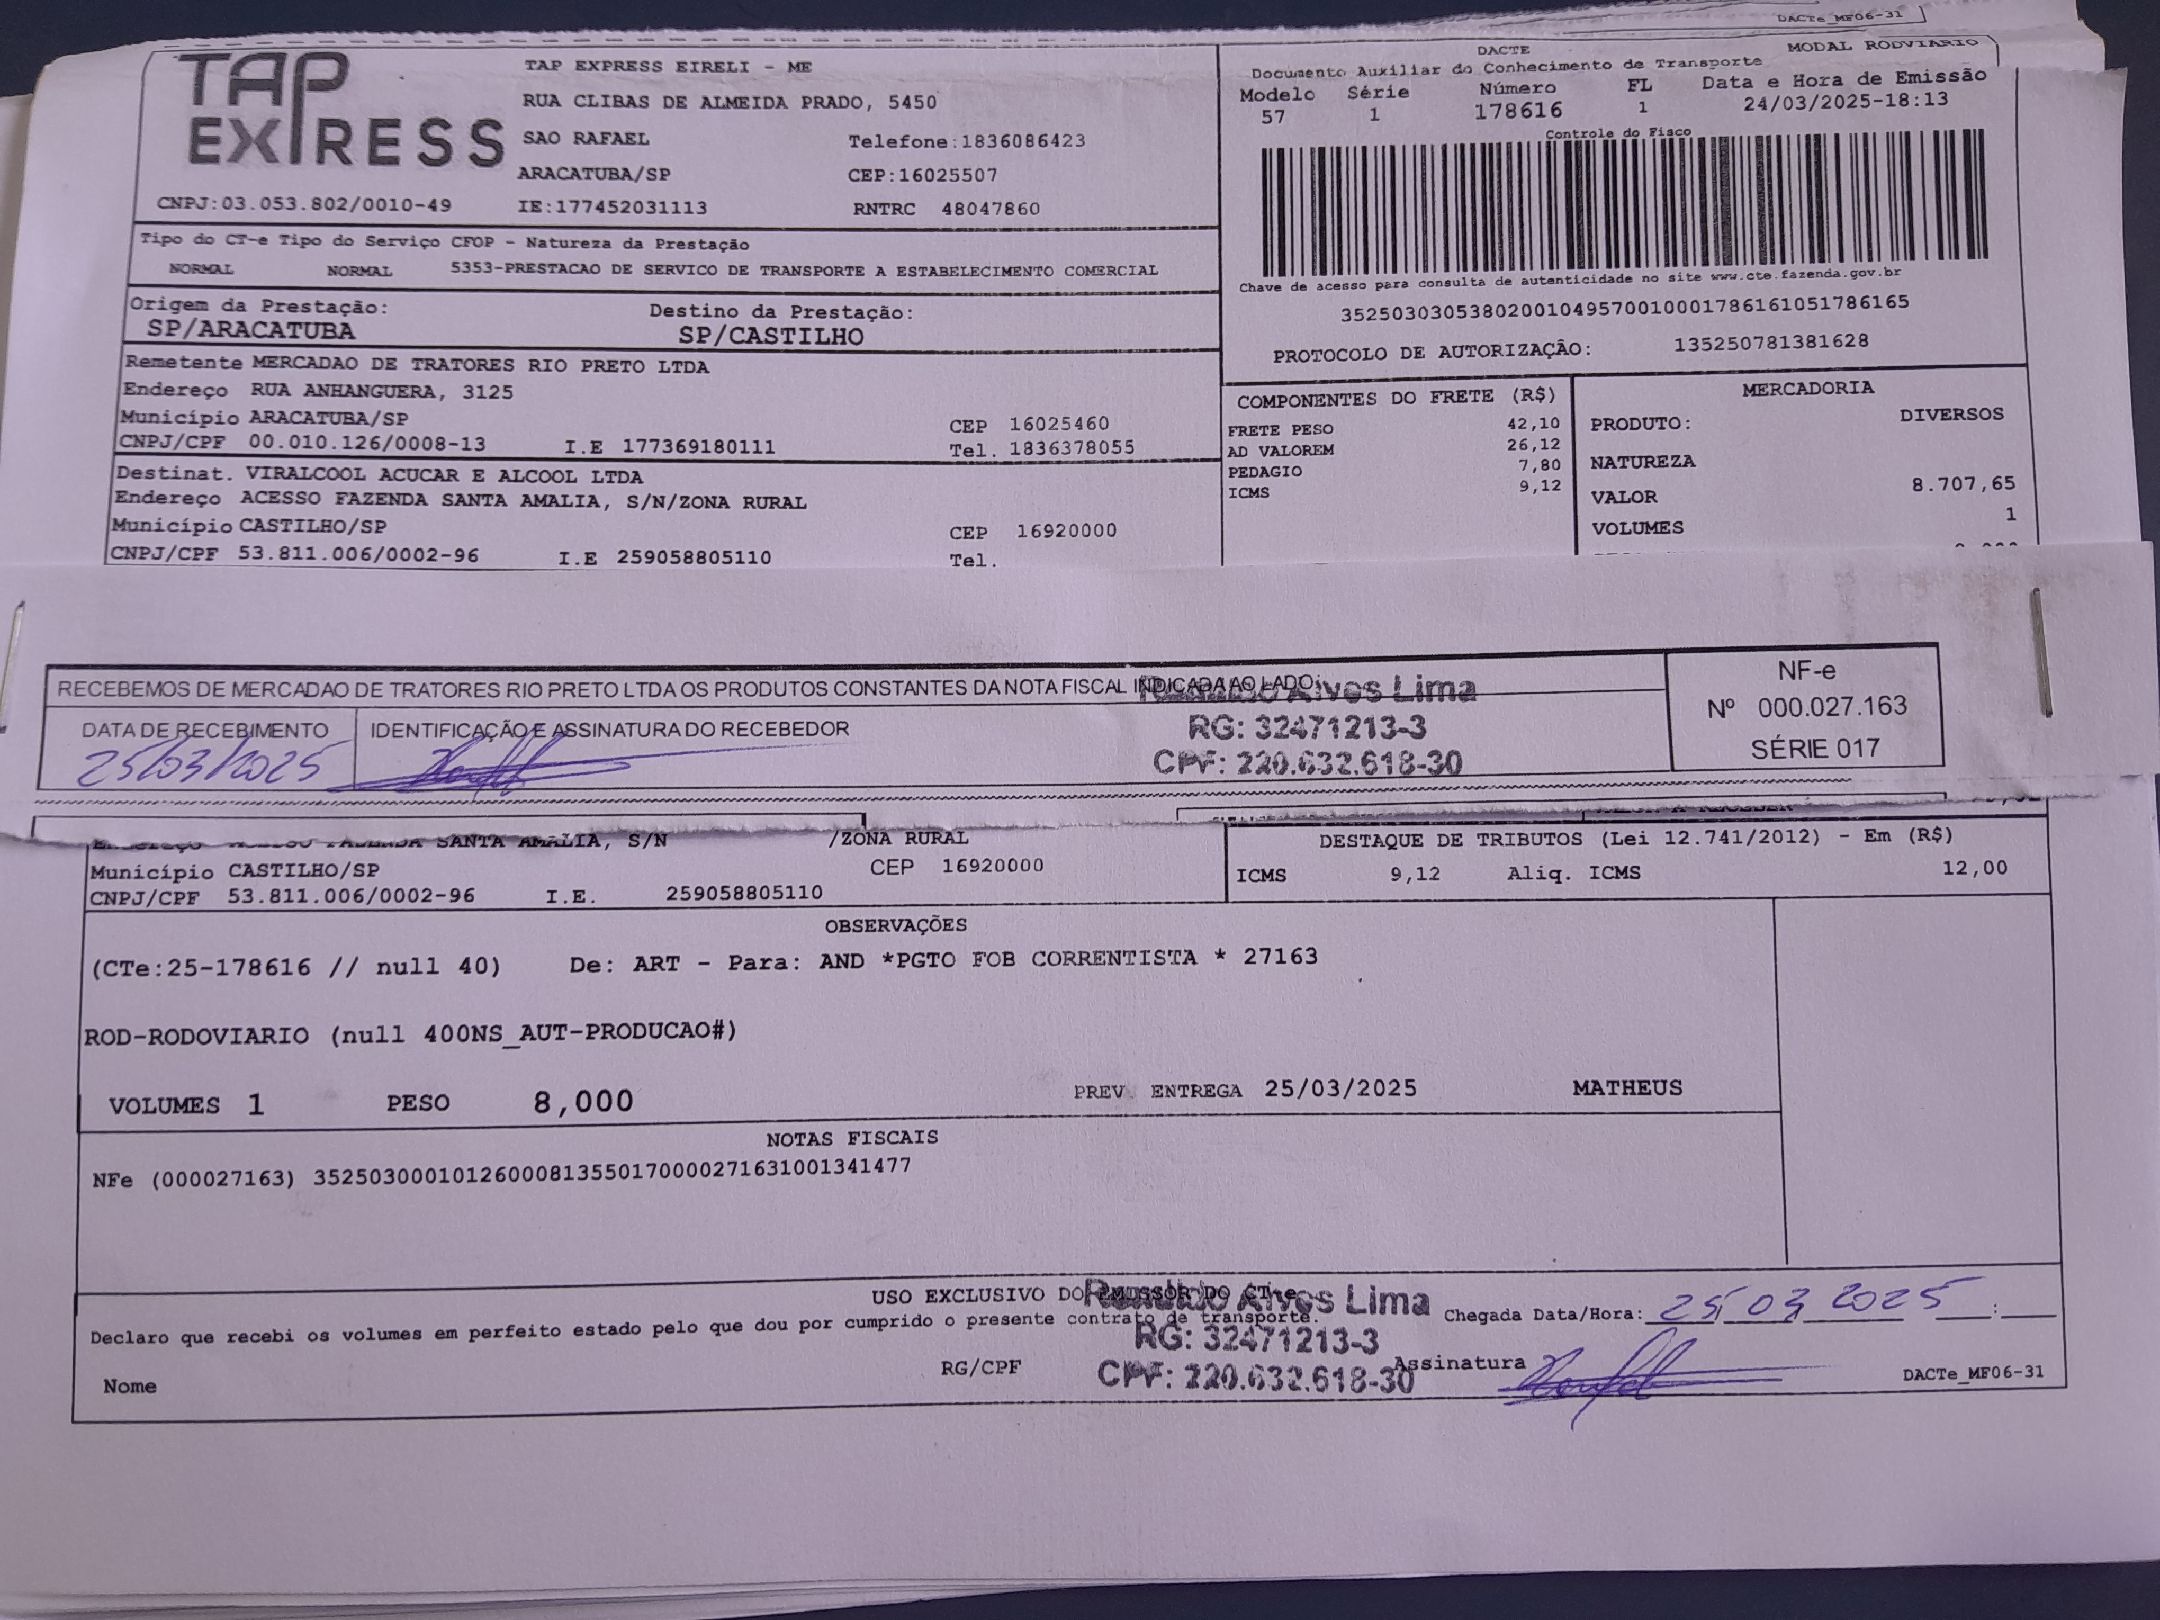 DACTe_MF06-31
TAP EXPRESS
TAP EXPRESS EIRELI - ME
RUA CLIBAS DE ALMEIDA PRADO, 5450
SAO RAFAEL Telefone:1836086423
ARACATUBA/SP CEP:16025507
CNPJ:03.053.802/0010-49 IE:177452031113 RNTRC 48047860
DACTE MODAL RODVIARIO
Documento Auxiliar do Conhecimento de Transporte
Modelo Série Número FL Data e Hora de Emissão
57 1 178616 1 24/03/2025-18:13
Controle do Fisco
Chave de acesso para consulta de autenticidade no site www.cte.fazenda.gov.br
35250303053802001049570010001786161051786165
PROTOCOLO DE AUTORIZAÇÃO: 135250781381628
Tipo do CT-e Tipo do Serviço CFOP - Natureza da Prestação
NORMAL NORMAL 5353-PRESTACAO DE SERVICO DE TRANSPORTE A ESTABELECIMENTO COMERCIAL
Origem da Prestação: Destino da Prestação:
SP/ARACATUBA SP/CASTILHO
Remetente MERCADAO DE TRATORES RIO PRETO LTDA
Endereço RUA ANHANGUERA, 3125
Município ARACATUBA/SP CEP 16025460
CNPJ/CPF 00.010.126/0008-13 I.E 177369180111 Tel. 1836378055
Destinat. VIRALCOOL ACUCAR E ALCOOL LTDA
Endereço ACESSO FAZENDA SANTA AMALIA, S/N/ZONA RURAL
Município CASTILHO/SP CEP 16920000
CNPJ/CPF 53.811.006/0002-96 I.E 259058805110 Tel.
COMPONENTES DO FRETE (R$)
FRETE PESO 42,10
AD VALOREM 26,12
PEDAGIO 7,80
ICMS 9,12
MERCADORIA
PRODUTO: DIVERSOS
NATUREZA
VALOR 8.707,65
VOLUMES 1
RECEBEMOS DE MERCADAO DE TRATORES RIO PRETO LTDA OS PRODUTOS CONSTANTES DA NOTA FISCAL INDICADA AO LADO:
DATA DE RECEBIMENTO IDENTIFICAÇÃO E ASSINATURA DO RECEBEDOR
25/03/2025
Ronaldo Alves Lima
RG: 32471213-3
CPF: 220.632.618-30
NF-e
Nº 000.027.163
SÉRIE 017
SANTA AMALIA, S/N /ZONA RURAL
Município CASTILHO/SP CEP 16920000
CNPJ/CPF 53.811.006/0002-96 I.E. 259058805110
DESTAQUE DE TRIBUTOS (Lei 12.741/2012) - Em (R$)
ICMS 9,12 Aliq. ICMS 12,00
OBSERVAÇÕES
(CTe:25-178616 // null 40) De: ART - Para: AND *PGTO FOB CORRENTISTA * 27163
ROD-RODOVIARIO (null 400NS_AUT-PRODUCAO#)
VOLUMES 1 PESO 8,000 PREV ENTREGA 25/03/2025 MATHEUS
NOTAS FISCAIS
NFe (000027163) 35250300010126000813550170000271631001341477
USO EXCLUSIVO DO EMISSOR DO CT-e
Declaro que recebi os volumes em perfeito estado pelo que dou por cumprido o presente contrato de transporte.
Ronaldo Alves Lima
RG: 32471213-3
CPF: 220.632.618-30
Chegada Data/Hora: 25 03 2025 :
Nome RG/CPF Assinatura
DACTe_MF06-31